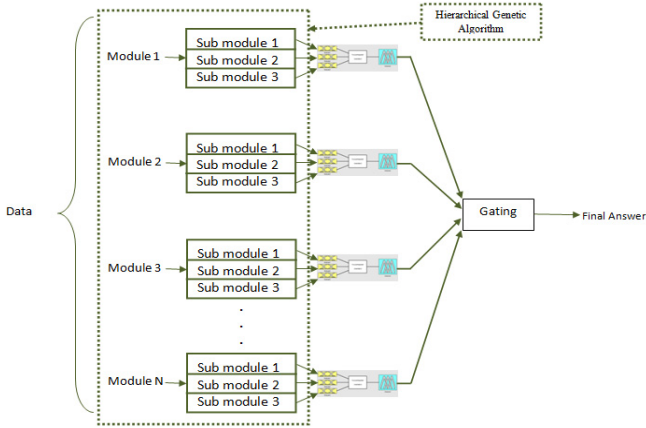 Hierarchical Genetic
Algorithm
Data
Module 1
Sub module 1
Sub module 2
Sub module 3
Module 2
Sub module 1
Sub module 2
Sub module 3
Gating
Final Answer
Module 3
Sub module 1
Sub module 2
Sub module 3
Module N
Sub module 1
Sub module 2
Sub module 3